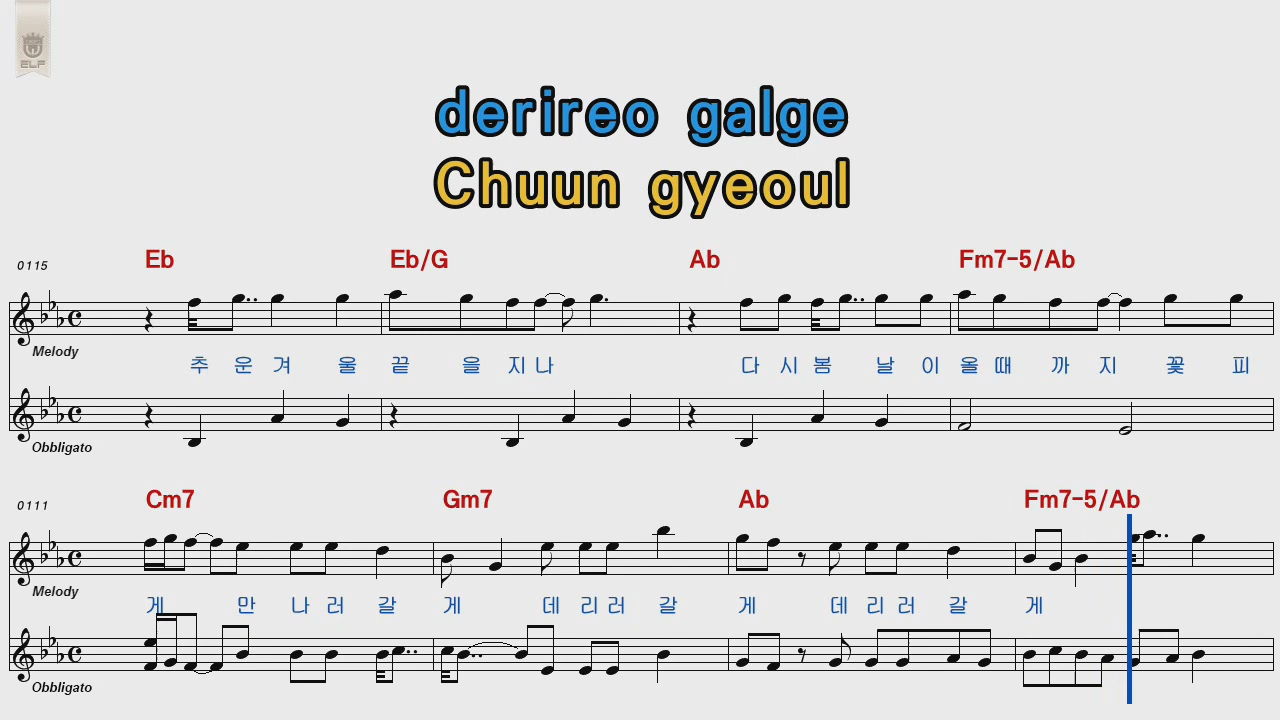 ELF
derireo galge
Chuun gyeoul
0115 Eb Eb/G Ab Fm7-5/Ab
Melody 추 운 겨 울 끝 을 지 나 다 시 봄 날 이 올 때 까 지 꽃 피
Obbligato
0111 Cm7 Gm7 Ab Fm7-5/Ab
Melody 게 만 나 러 갈 게 데 리 러 갈 게 데 리 러 갈 게
Obbligato